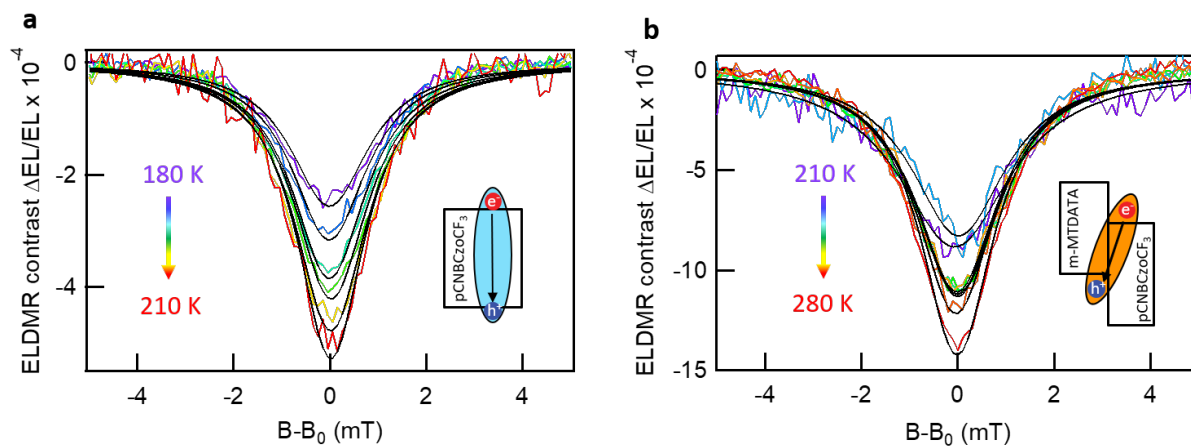 a
ELDMR contrast ΔEL/EL x 10⁻⁴
0
-2
-4
180 K
210 K
pCNBCzoCF₃
e⁻
h⁺
-4
-2
0
2
4
B-B₀ (mT)
b
ELDMR contrast ΔEL/EL x 10⁻⁴
0
-5
-10
-15
210 K
280 K
m-MTDATA
pCNBCzoCF₃
e⁻
h⁺
-4
-2
0
2
4
B-B₀ (mT)